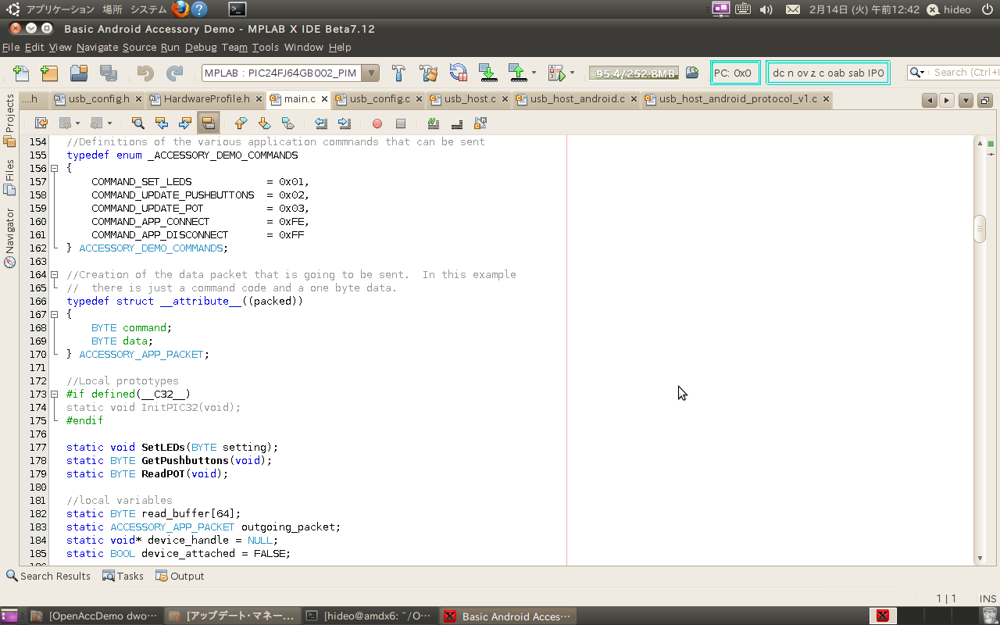 アプリケーション 場所 システム 2月14日 (火) 午前12:42 hideo
Basic Android Accessory Demo - MPLAB X IDE Beta7.12
File Edit View Navigate Source Run Debug Team Tools Window Help
MPLAB : PIC24FJ64GB002_PIM 95.4/252.8MB PC: 0x0 dc n ov z c oab sab IP0 Search (Ctrl+I
....h usb_config.h HardwareProfile.h main.c usb_config.c usb_host.c usb_host_android.c usb_host_android_protocol_v1.c
Projects
Files
Navigator
154 //Definitions of the various application commnands that can be sent
155 typedef enum _ACCESSORY_DEMO_COMMANDS
156 {
157     COMMAND_SET_LEDS            = 0x01,
158     COMMAND_UPDATE_PUSHBUTTONS  = 0x02,
159     COMMAND_UPDATE_POT          = 0x03,
160     COMMAND_APP_CONNECT         = 0xFE,
161     COMMAND_APP_DISCONNECT      = 0xFF
162 } ACCESSORY_DEMO_COMMANDS;
163
164 //Creation of the data packet that is going to be sent.  In this example
165 //  there is just a command code and a one byte data.
166 typedef struct __attribute__((packed))
167 {
168     BYTE command;
169     BYTE data;
170 } ACCESSORY_APP_PACKET;
171
172 //Local prototypes
173 #if defined(__C32__)
174 static void InitPIC32(void);
175 #endif
176
177 static void SetLEDs(BYTE setting);
178 static BYTE GetPushbuttons(void);
179 static BYTE ReadPOT(void);
180
181 //local variables
182 static BYTE read_buffer[64];
183 static ACCESSORY_APP_PACKET outgoing_packet;
184 static void* device_handle = NULL;
185 static BOOL device_attached = FALSE;
Search Results Tasks Output
1 | 1 INS
[OpenAccDemo dwo… [アップデート・マネー… [hideo@amdx6: ~/O… Basic Android Acces…